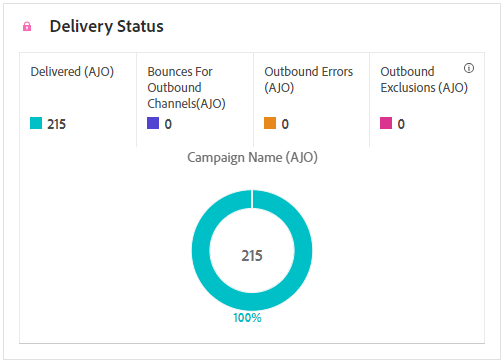 Delivery Status
Delivered (AJO)
215
Bounces For
Outbound
Channels(AJO)
0
Outbound Errors
(AJO)
0
Outbound
Exclusions (AJO)
0
Campaign Name (AJO)
215
100%